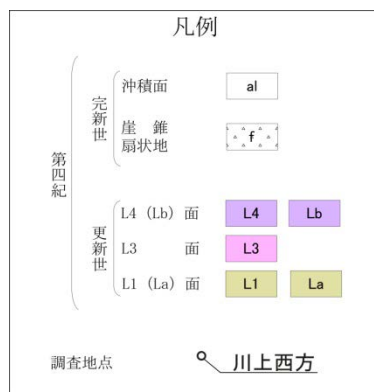 凡例
第四紀
完新世
沖積面 al
崖錐 f
扇状地
更新世
L4 (Lb) 面 L4 Lb
L3 面 L3
L1 (La) 面 L1 La
調査地点 川上西方